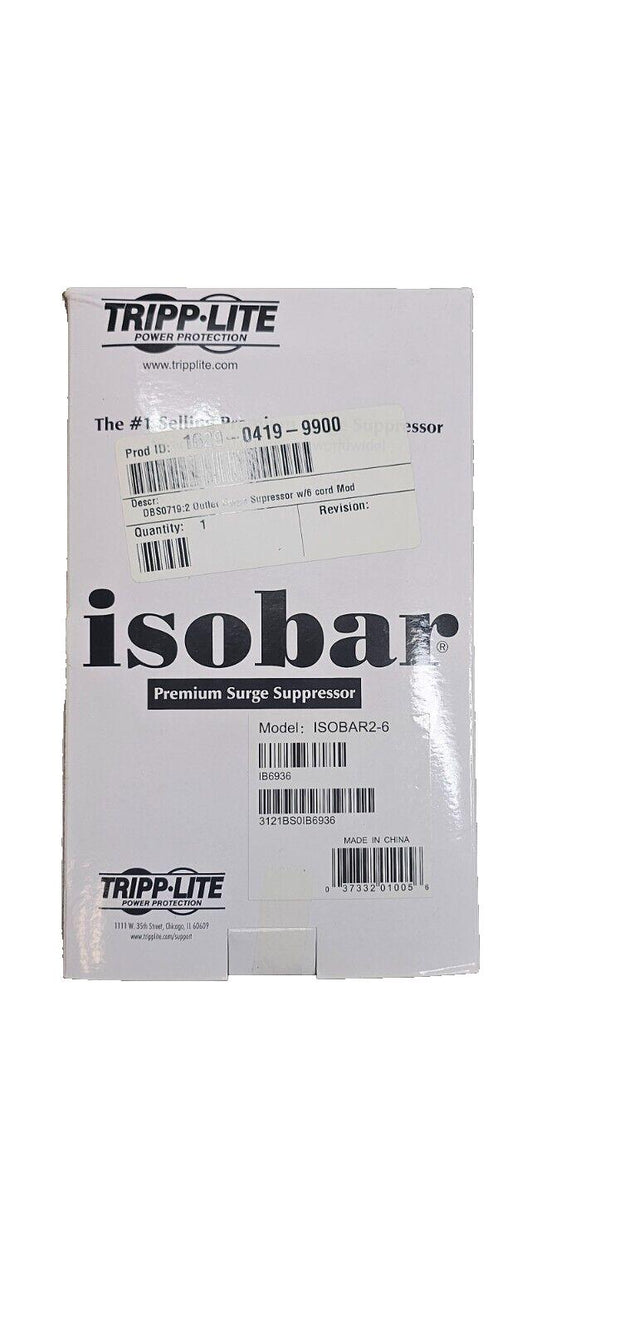 TRIPP·LITE
POWER PROTECTION
www.tripplite.com
The #1 Selling Suppressor
Prod ID: 0419-9900
Descr:
DBS0719:2 Outlet Supressor w/6 cord Mod
Quantity: 1 Revision:
isobar®
Premium Surge Suppressor
Model: ISOBAR2-6
IB6936
3121BS0IB6936
MADE IN CHINA
0 37332 01005 6
TRIPP·LITE
POWER PROTECTION
1111 W. 35th Street, Chicago, IL 60609
www.tripplite.com/support